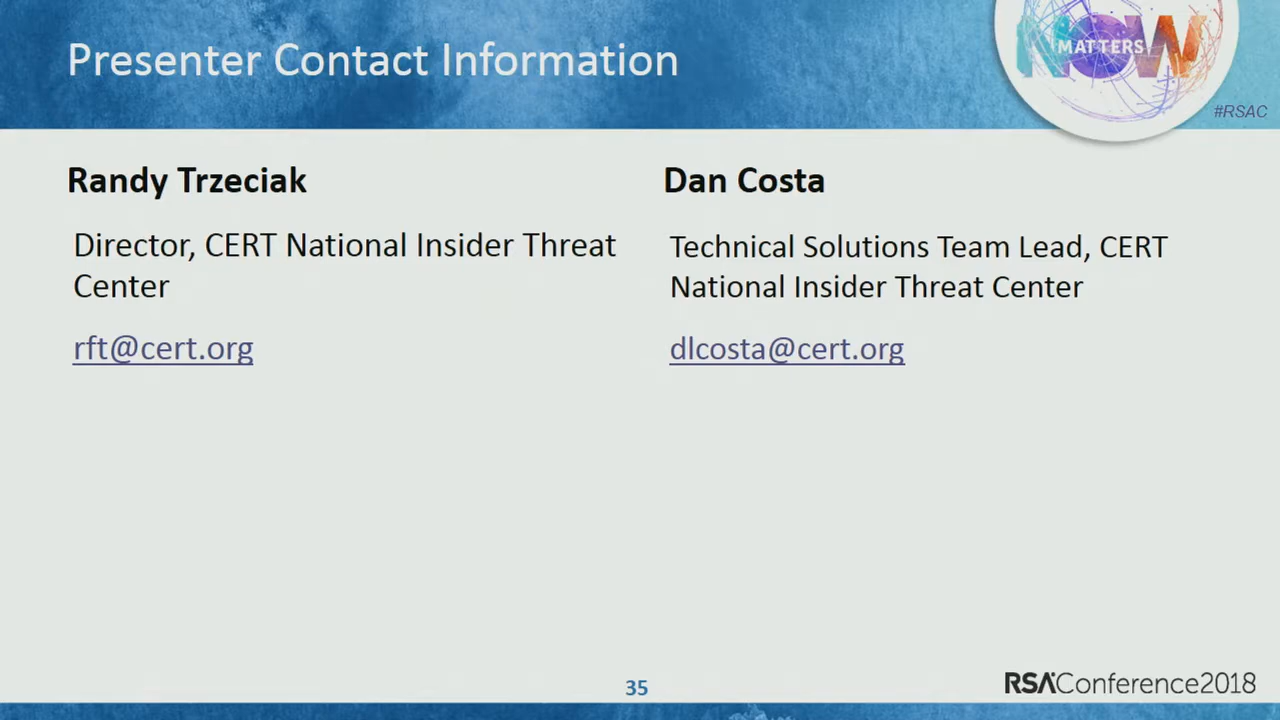 Presenter Contact Information
NOW
MATTERS
#RSAC
Randy Trzeciak
Director, CERT National Insider Threat
Center
rft@cert.org
Dan Costa
Technical Solutions Team Lead, CERT
National Insider Threat Center
dlcosta@cert.org
35
RSAConference2018